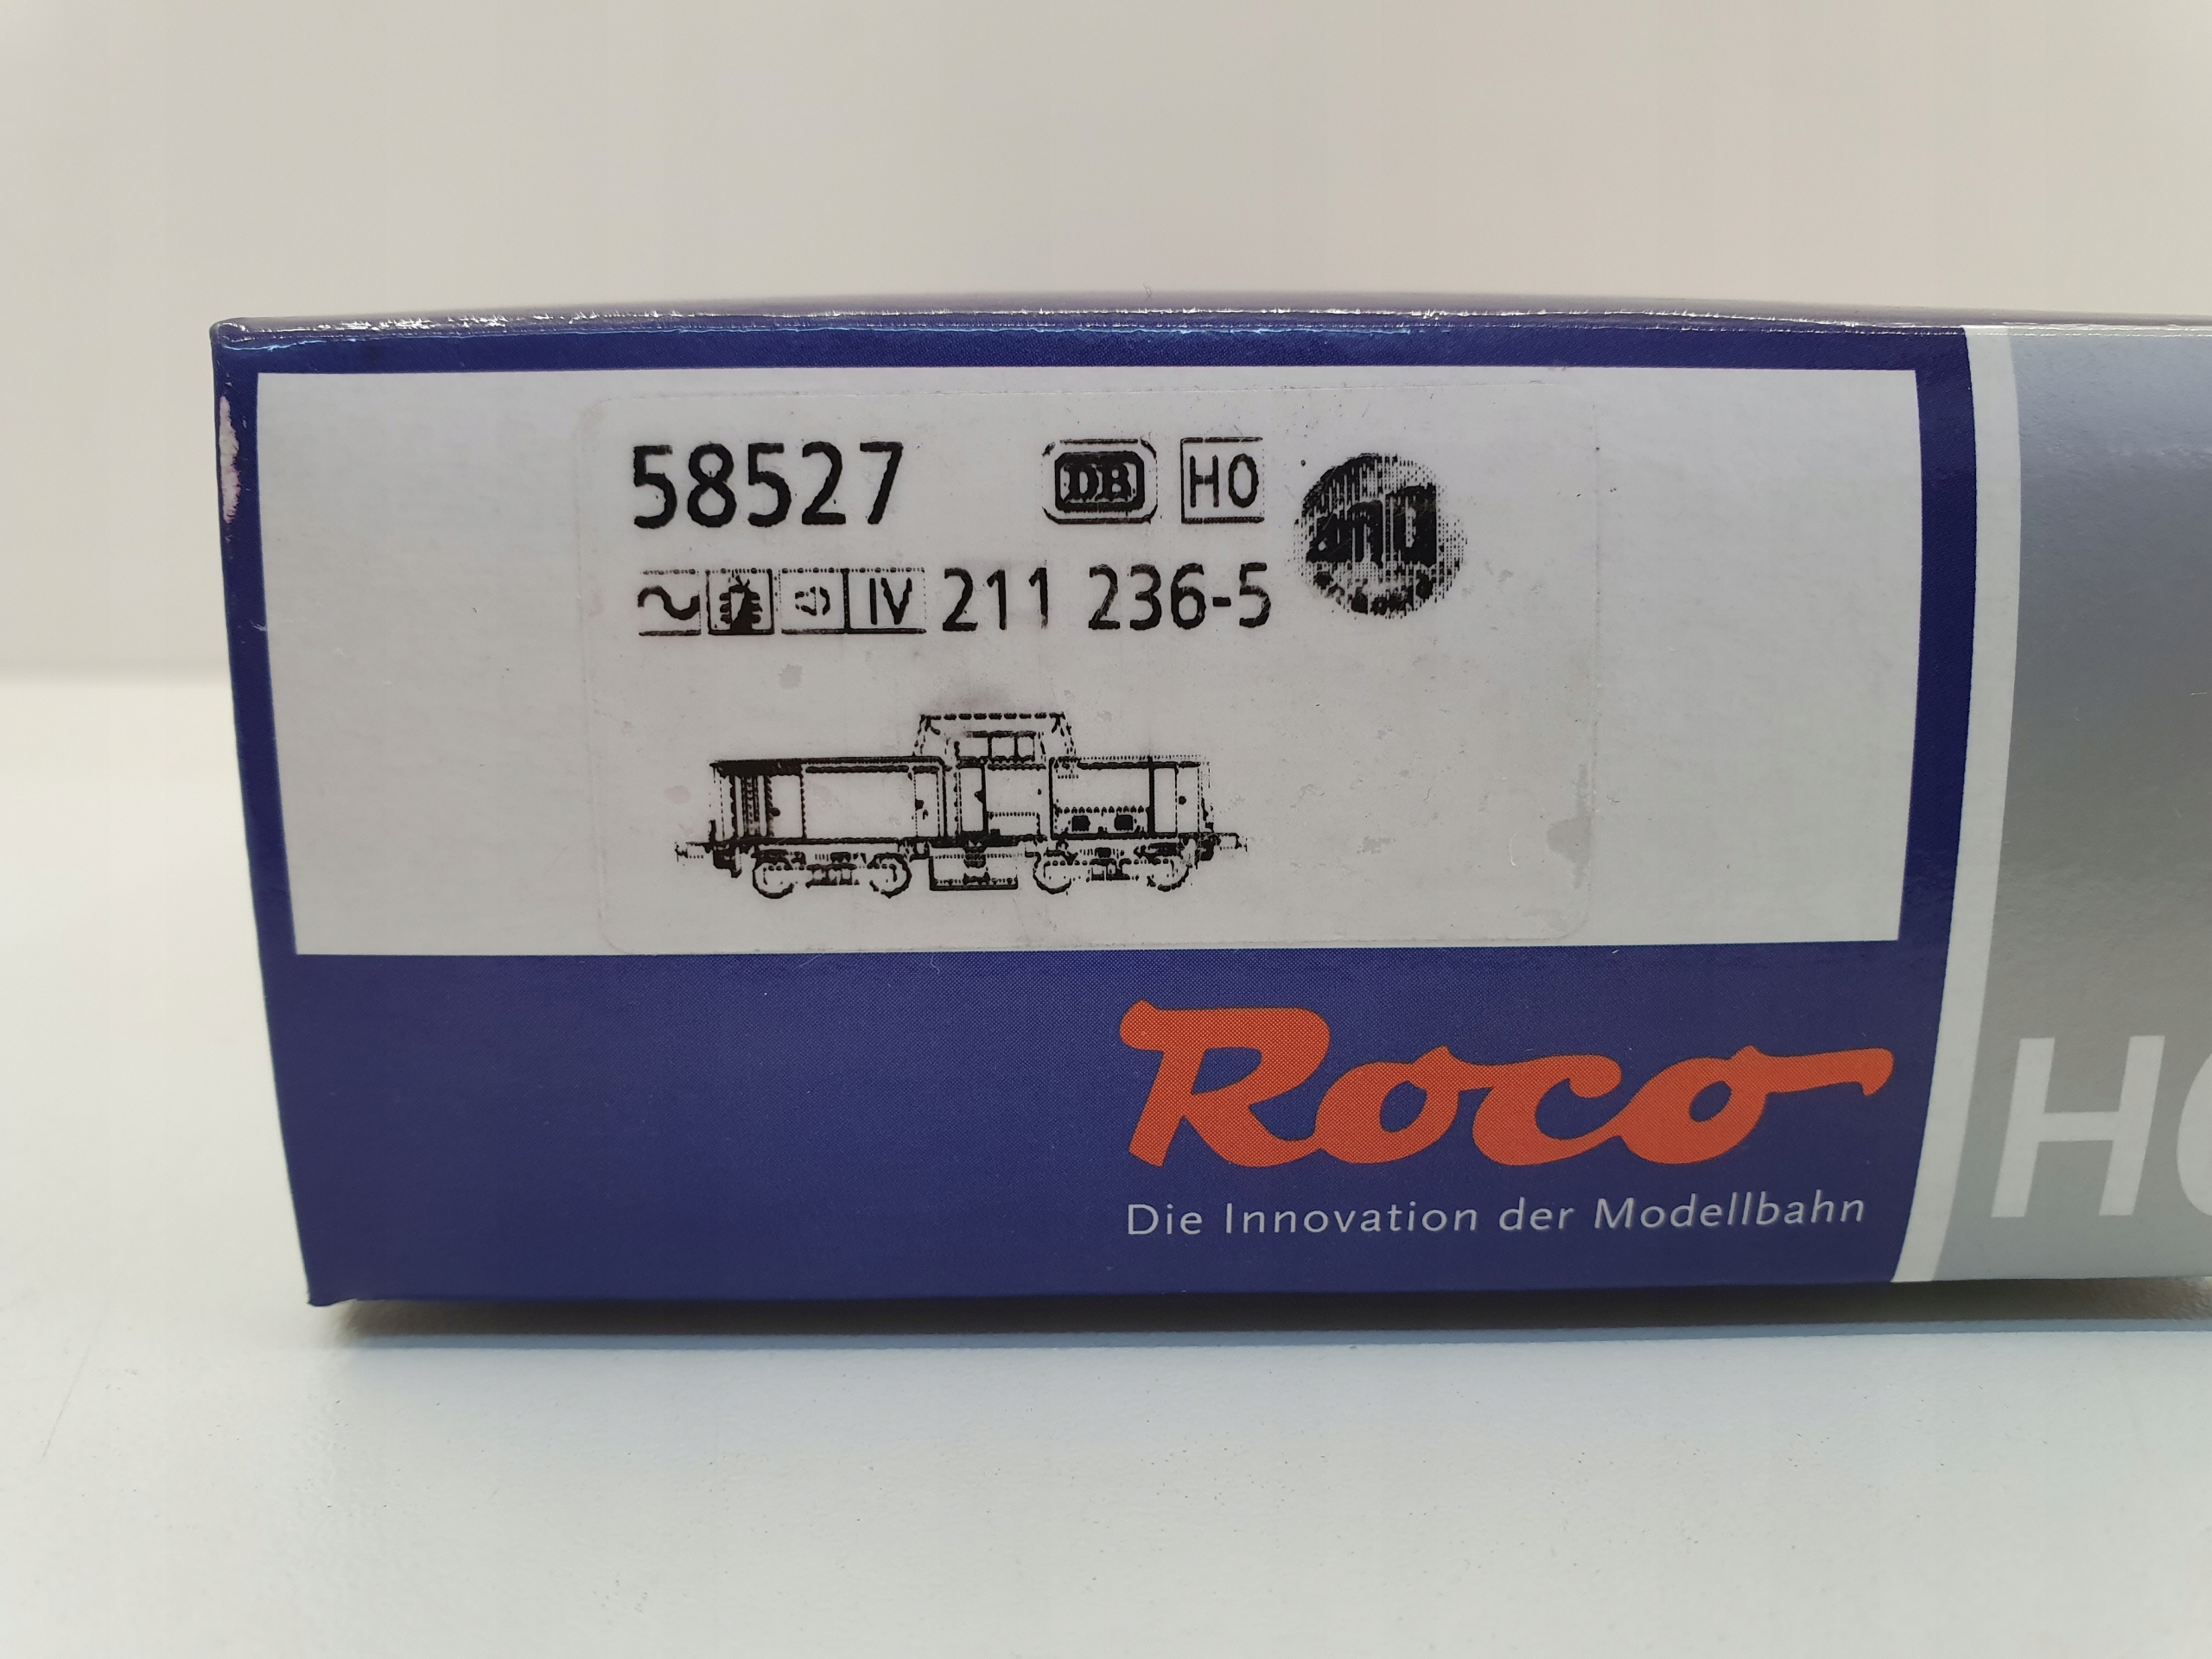 58527 DB H0
IV 211 236-5
Roco
Die Innovation der Modellbahn
H